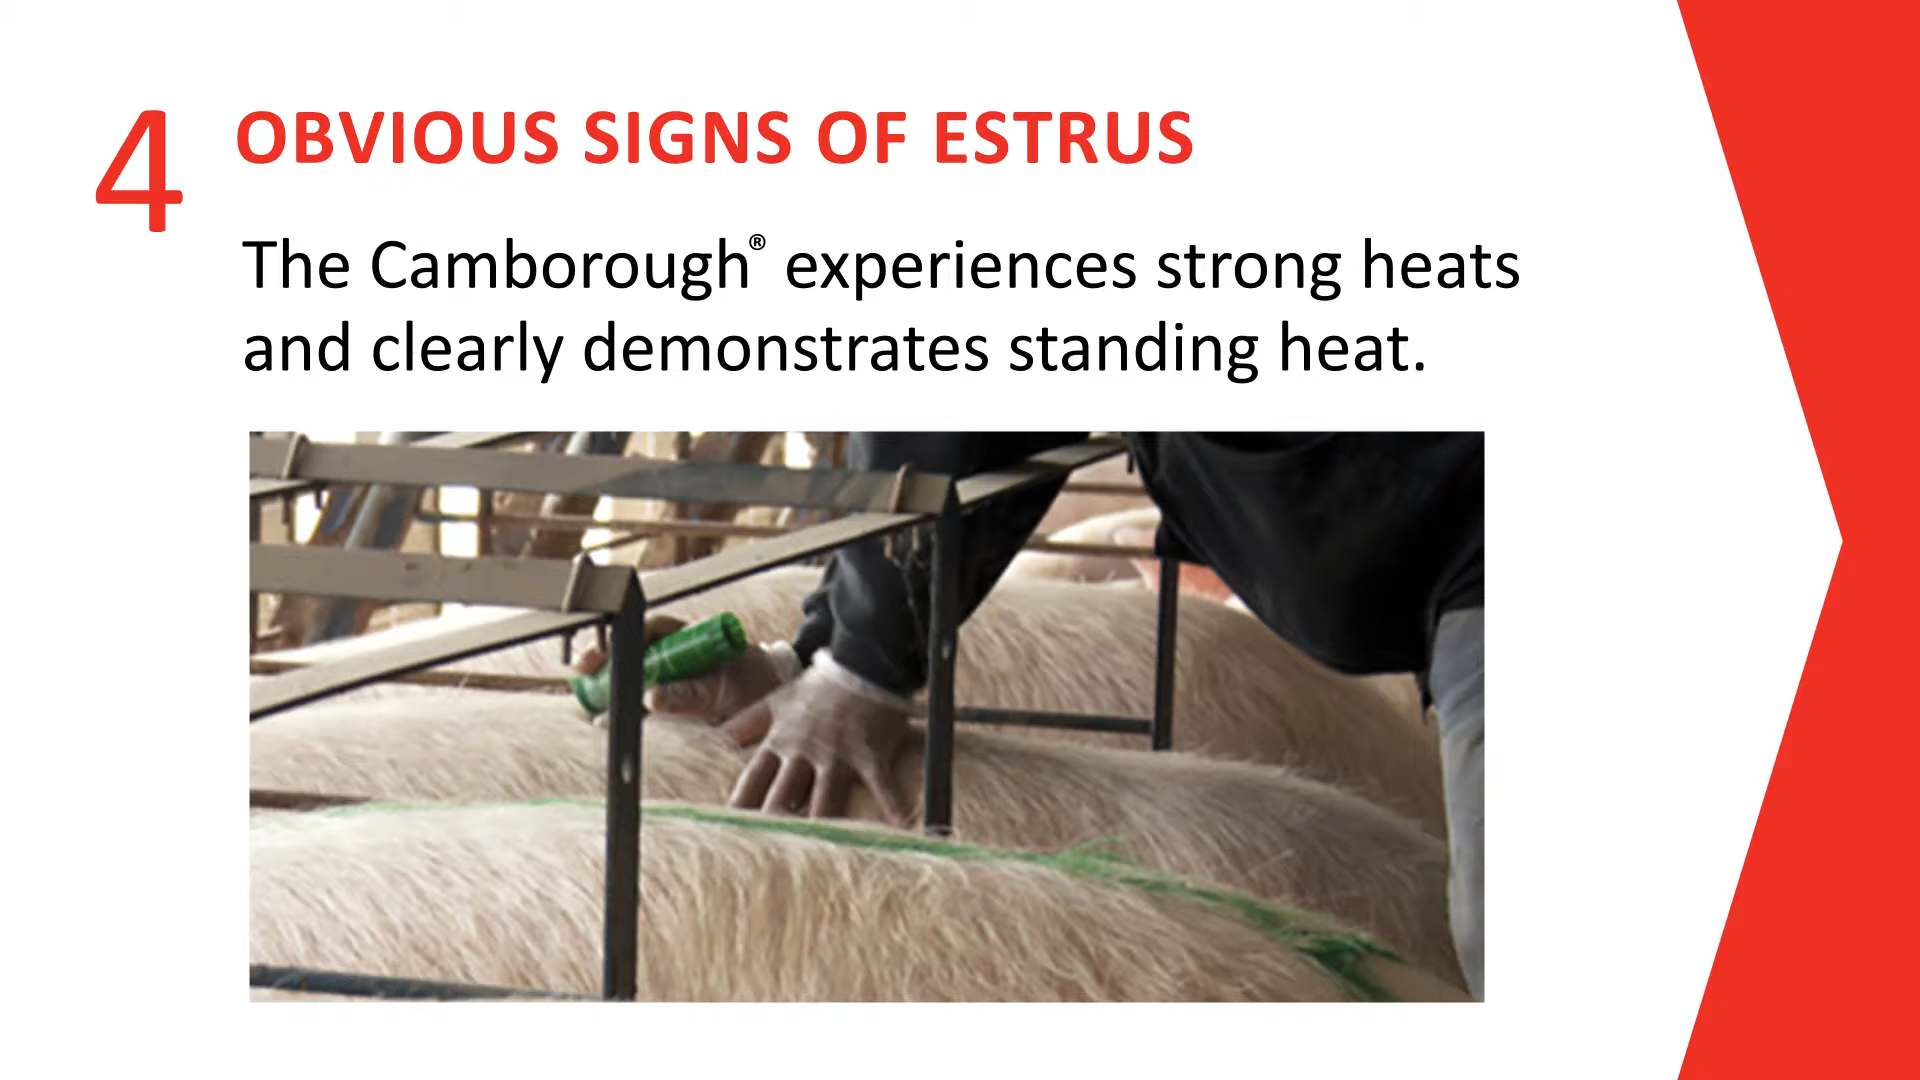 4 OBVIOUS SIGNS OF ESTRUS
The Camborough® experiences strong heats
and clearly demonstrates standing heat.